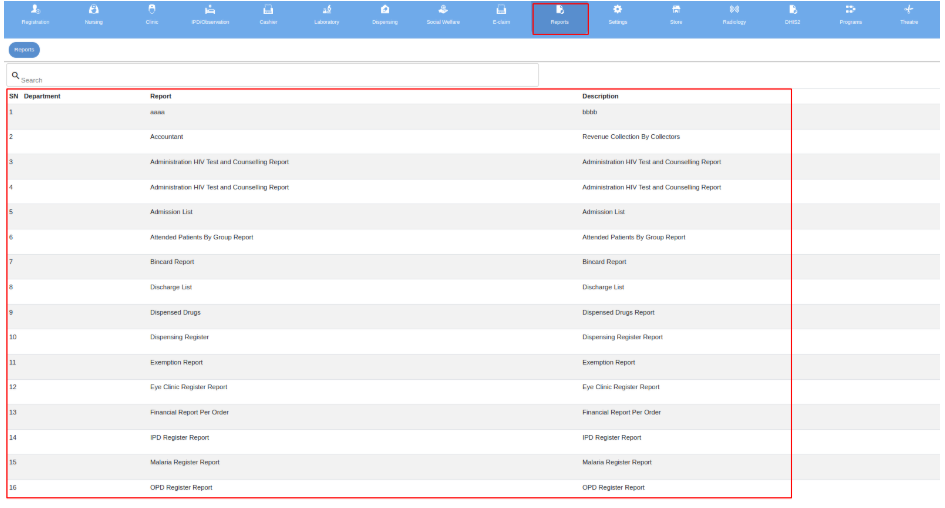 Registration Nursing Clinic IPD/Observation Cashier Laboratory Dispensing Social Welfare E-claim Reports Settings Store Radiology DHIS2 Programs Theatre
Reports
Search
SN Department Report Description
1 aaaa bbbb
2 Accountant Revenue Collection By Collectors
3 Administration HIV Test and Counselling Report Administration HIV Test and Counselling Report
4 Administration HIV Test and Counselling Report Administration HIV Test and Counselling Report
5 Admission List Admission List
6 Attended Patients By Group Report Attended Patients By Group Report
7 Bincard Report Bincard Report
8 Discharge List Discharge List
9 Dispensed Drugs Dispensed Drugs Report
10 Dispensing Register Dispensing Register Report
11 Exemption Report Exemption Report
12 Eye Clinic Register Report Eye Clinic Register Report
13 Financial Report Per Order Financial Report Per Order
14 IPD Register Report IPD Register Report
15 Malaria Register Report Malaria Register Report
16 OPD Register Report OPD Register Report